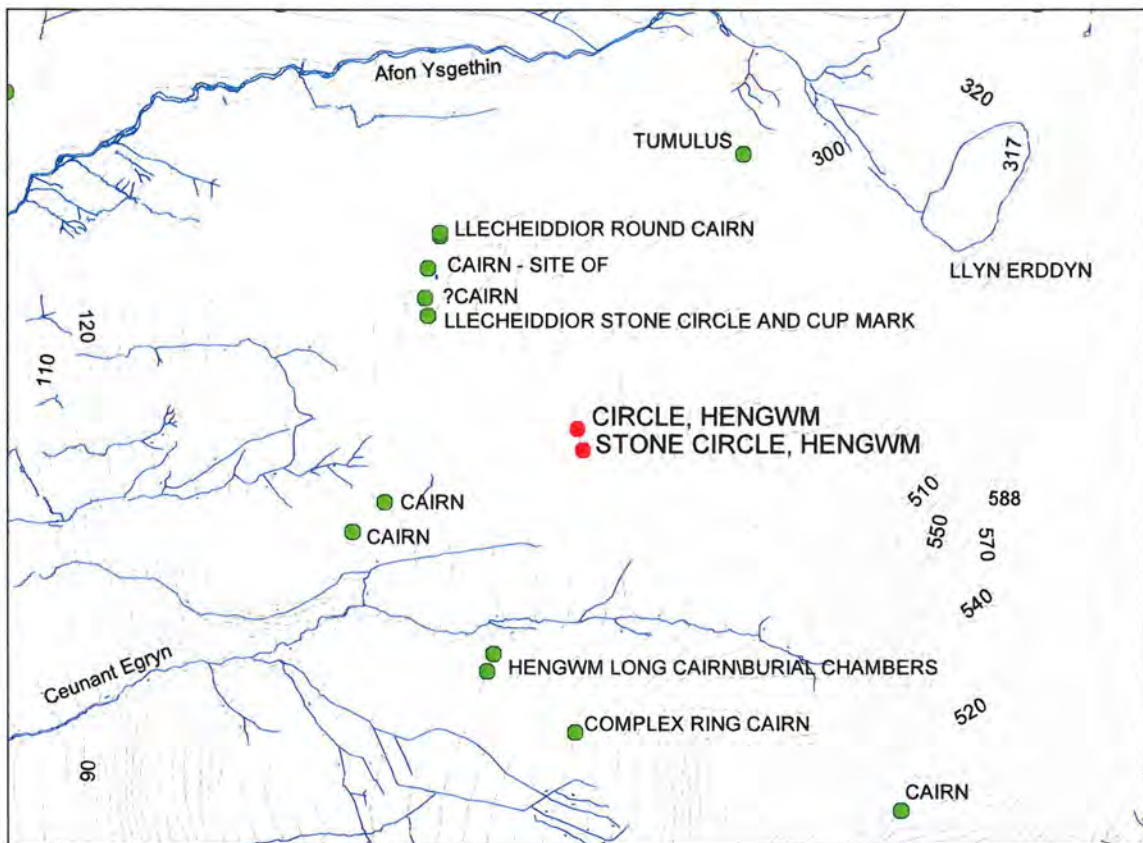 Afon Ysgethin
320
TUMULUS
300
317
LLECHEIDDIOR ROUND CAIRN
CAIRN - SITE OF
LLYN ERDDYN
?CAIRN
LLECHEIDDIOR STONE CIRCLE AND CUP MARK
120
110
CIRCLE, HENGWM
STONE CIRCLE, HENGWM
510
588
CAIRN
550
570
CAIRN
540
HENGWM LONG CAIRN\BURIAL CHAMBERS
Ceunant Egryn
520
COMPLEX RING CAIRN
90
CAIRN